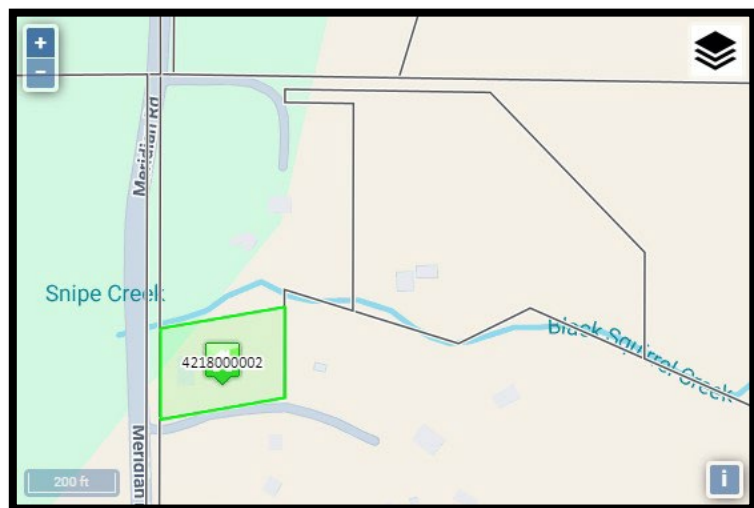 +
−
Meridian Rd
Snipe Creek
Black Squirrel Creek
4218000002
Meridian
200 ft
i